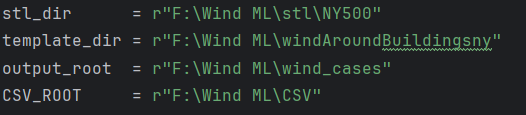 stl_dir      = r"F:\Wind ML\stl\NY500"
template_dir = r"F:\Wind ML\windAroundBuildingsny"
output_root  = r"F:\Wind ML\wind_cases"
CSV_ROOT     = r"F:\Wind ML\CSV"